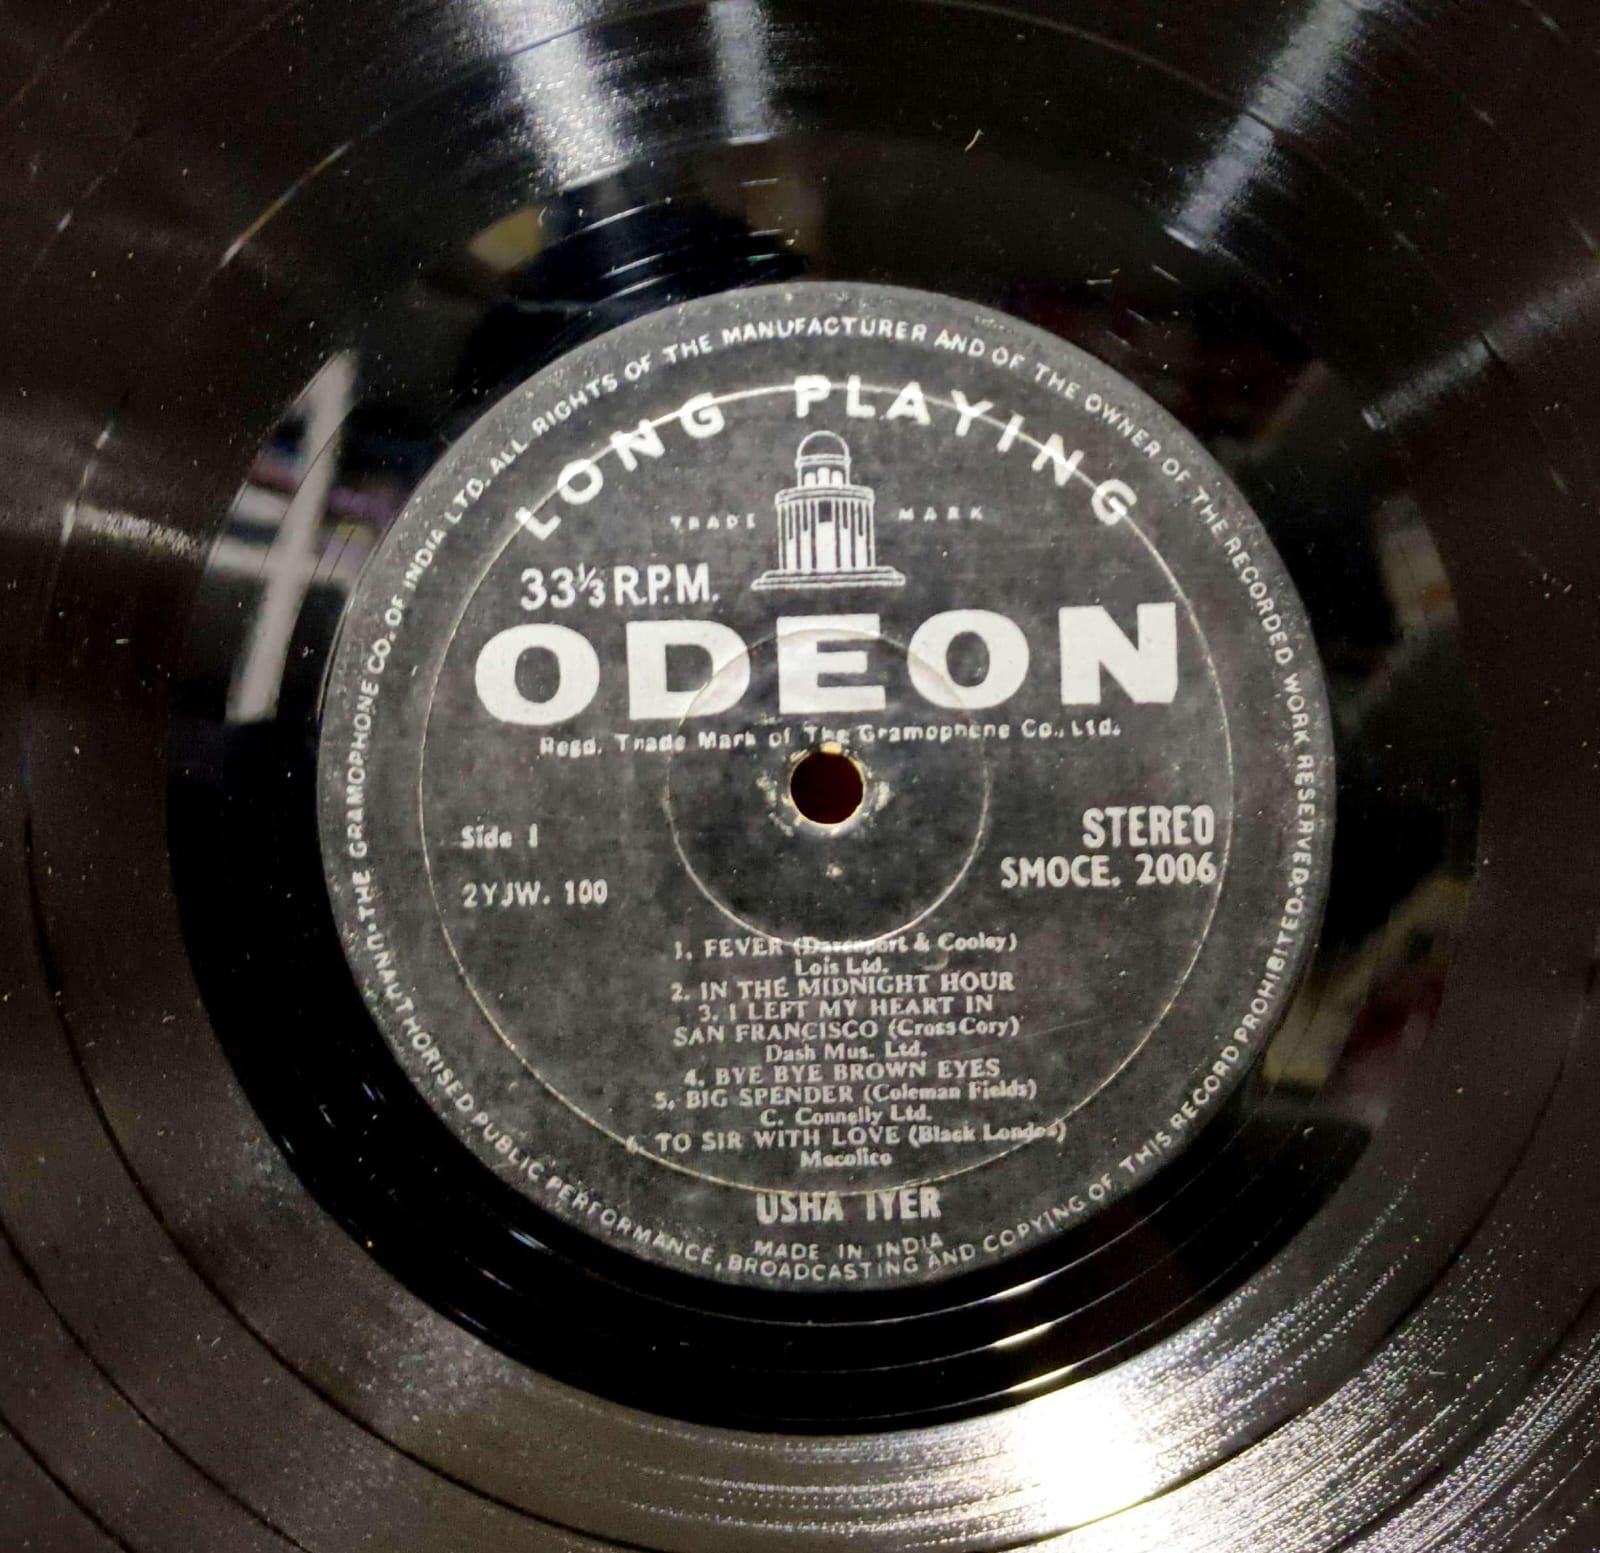 U•THE GRAMOPHONE CO. OF INDIA LTD. ALL RIGHTS OF THE MANUFACTURER AND OF THE OWNER OF THE RECORDED WORK RESERVED•
UNAUTHORISED PUBLIC PERFORMANCE, BROADCASTING AND COPYING OF THIS RECORD PROHIBITED•O
LONG PLAYING
TRADE MARK
33⅓ R.P.M.
ODEON
Regd. Trade Mark of The Gramophone Co., Ltd.
Side 1
STEREO
2YJW. 100
SMOCE. 2006
1. FEVER (Davenport & Cooley)
Lois Ltd.
2. IN THE MIDNIGHT HOUR
3. I LEFT MY HEART IN
SAN FRANCISCO (Cross Cory)
Dash Mus. Ltd.
4. BYE BYE BROWN EYES
5. BIG SPENDER (Coleman Fields)
C. Connelly Ltd.
6. TO SIR WITH LOVE (Black London)
Mecolico
USHA IYER
MADE IN INDIA